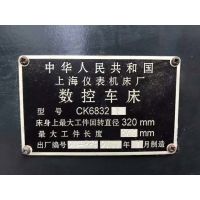 中华人民共和国
上海仪表机床厂
数控车床
型号 CK6832
床身上最大工件回转直径 320 mm
最大工件长度 mm
出厂编号 年 月制造